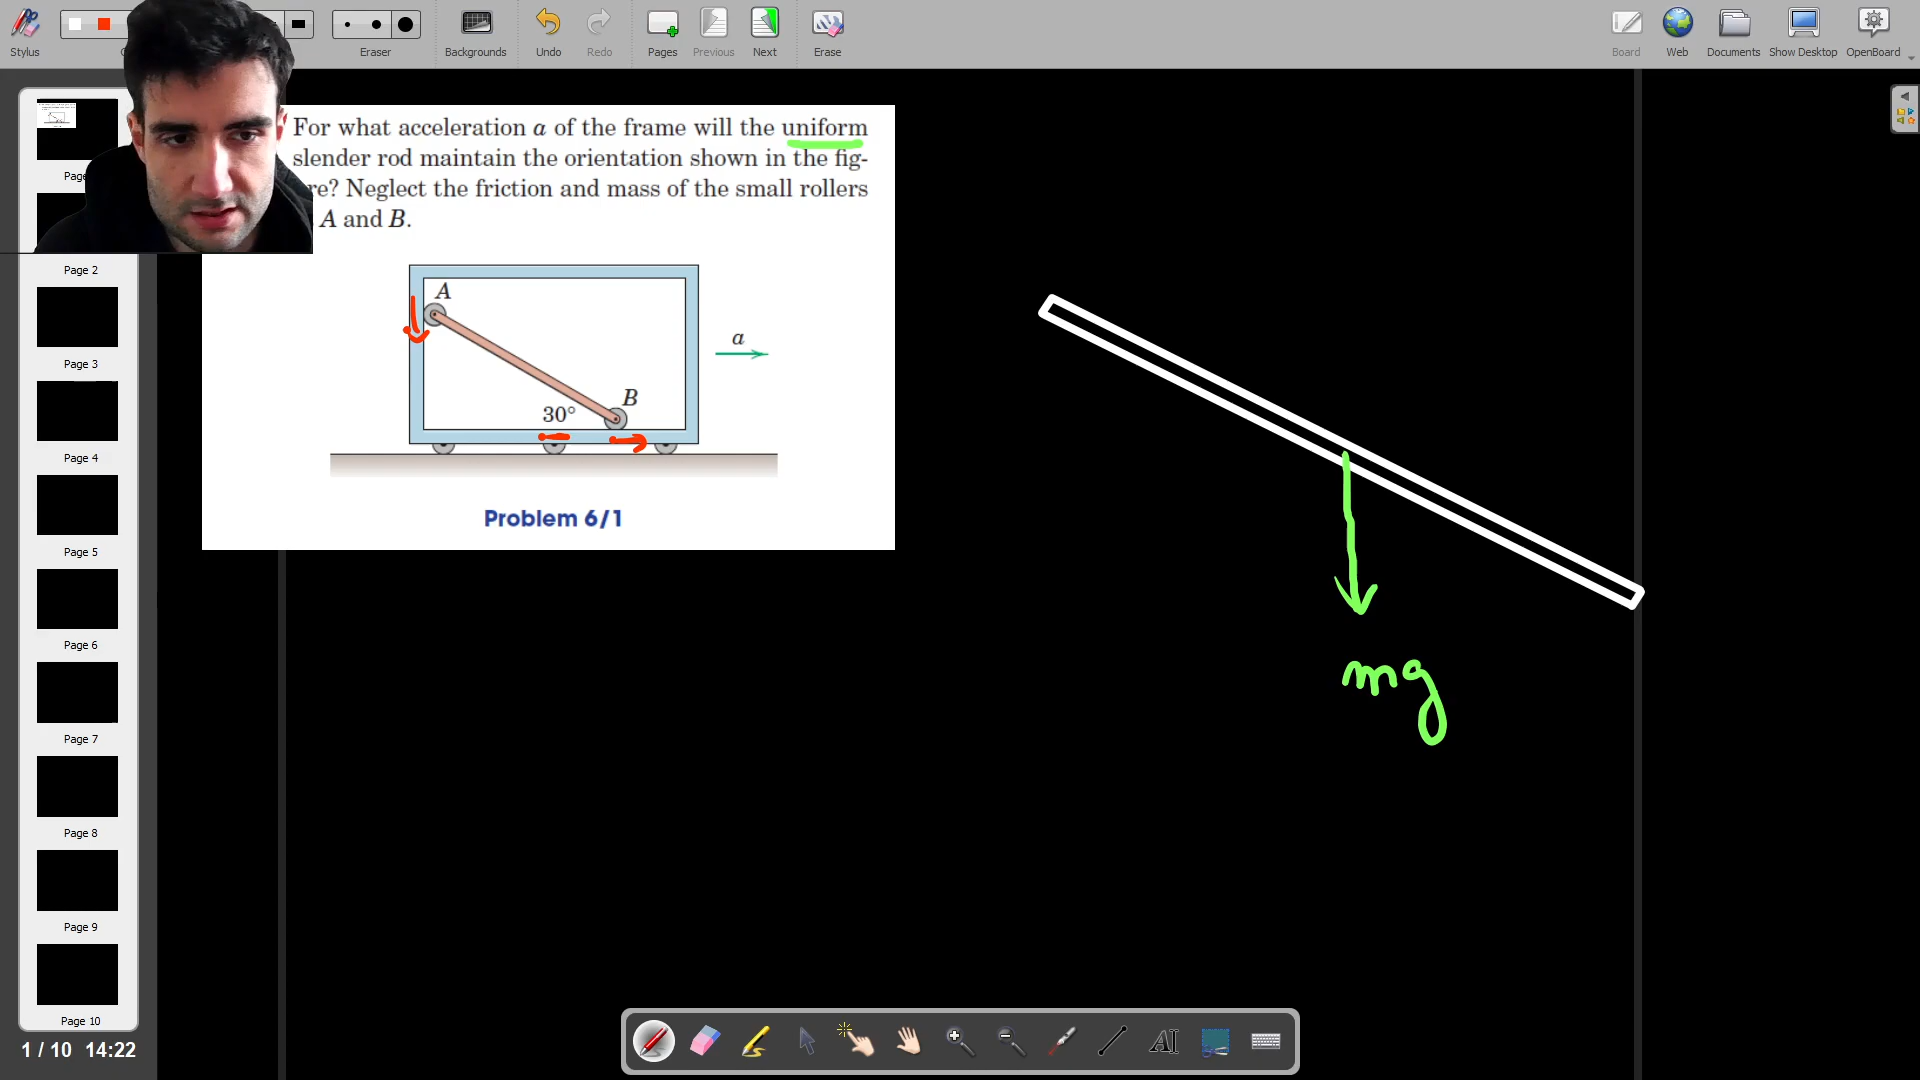 Stylus
Eraser
Backgrounds
Undo
Redo
Pages
Previous
Next
Erase
Board
Web
Documents
Show Desktop
OpenBoard
For what acceleration a of the frame will the uniform
slender rod maintain the orientation shown in the fig-
re? Neglect the friction and mass of the small rollers
A and B.
A
B
30°
a
Problem 6/1
mg
Page 2
Page 3
Page 4
Page 5
Page 6
Page 7
Page 8
Page 9
Page 10
1 / 10 14:22